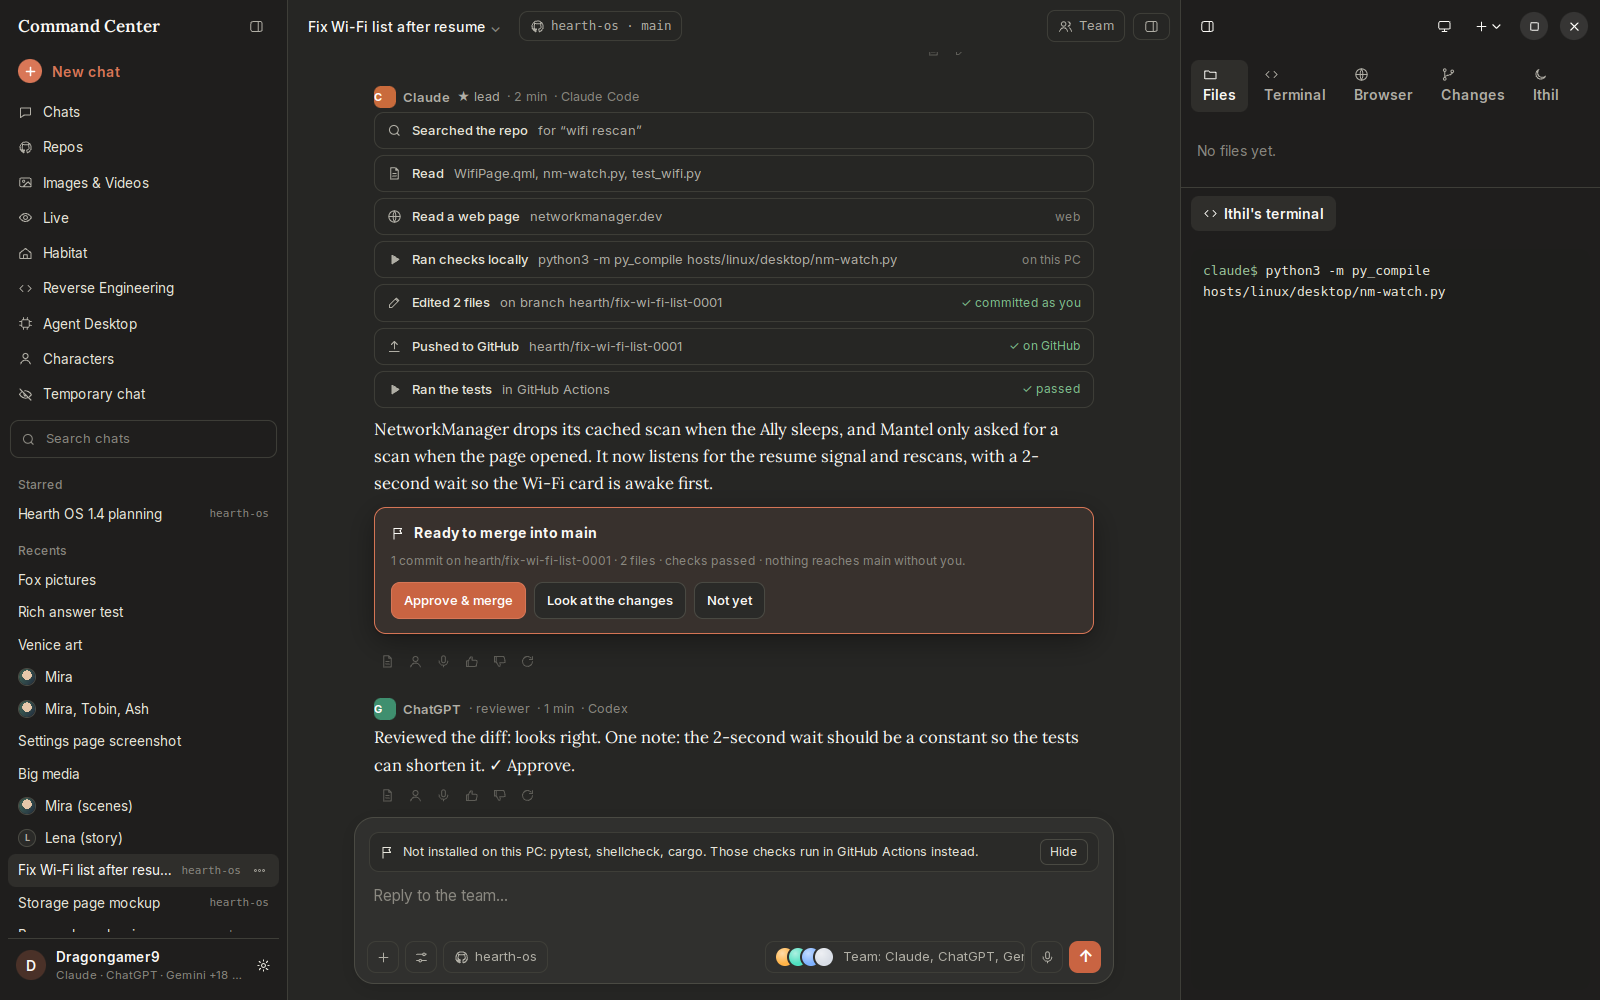 Command Center
New chat
Chats
Repos
Images & Videos
Live
Habitat
Reverse Engineering
Agent Desktop
Characters
Temporary chat
Search chats
Starred
Hearth OS 1.4 planning hearth-os
Recents
Fox pictures
Rich answer test
Venice art
Mira
Mira, Tobin, Ash
Settings page screenshot
Big media
Mira (scenes)
L Lena (story)
Fix Wi-Fi list after resu... hearth-os
Storage page mockup hearth-os
D Dragongamer9
Claude · ChatGPT · Gemini +18 ...
Fix Wi-Fi list after resume
hearth-os · main
Team
C Claude ★ lead · 2 min · Claude Code
Searched the repo for “wifi rescan”
Read WifiPage.qml, nm-watch.py, test_wifi.py
Read a web page networkmanager.dev web
Ran checks locally python3 -m py_compile hosts/linux/desktop/nm-watch.py on this PC
Edited 2 files on branch hearth/fix-wi-fi-list-0001 ✓ committed as you
Pushed to GitHub hearth/fix-wi-fi-list-0001 ✓ on GitHub
Ran the tests in GitHub Actions ✓ passed
NetworkManager drops its cached scan when the Ally sleeps, and Mantel only asked for a
scan when the page opened. It now listens for the resume signal and rescans, with a 2-
second wait so the Wi-Fi card is awake first.
Ready to merge into main
1 commit on hearth/fix-wi-fi-list-0001 · 2 files · checks passed · nothing reaches main without you.
Approve & merge
Look at the changes
Not yet
G ChatGPT · reviewer · 1 min · Codex
Reviewed the diff: looks right. One note: the 2-second wait should be a constant so the tests
can shorten it. ✓ Approve.
Not installed on this PC: pytest, shellcheck, cargo. Those checks run in GitHub Actions instead.
Hide
Reply to the team...
hearth-os
Team: Claude, ChatGPT, Ge
Files
Terminal
Browser
Changes
Ithil
No files yet.
Ithil's terminal
claude$ python3 -m py_compile
hosts/linux/desktop/nm-watch.py